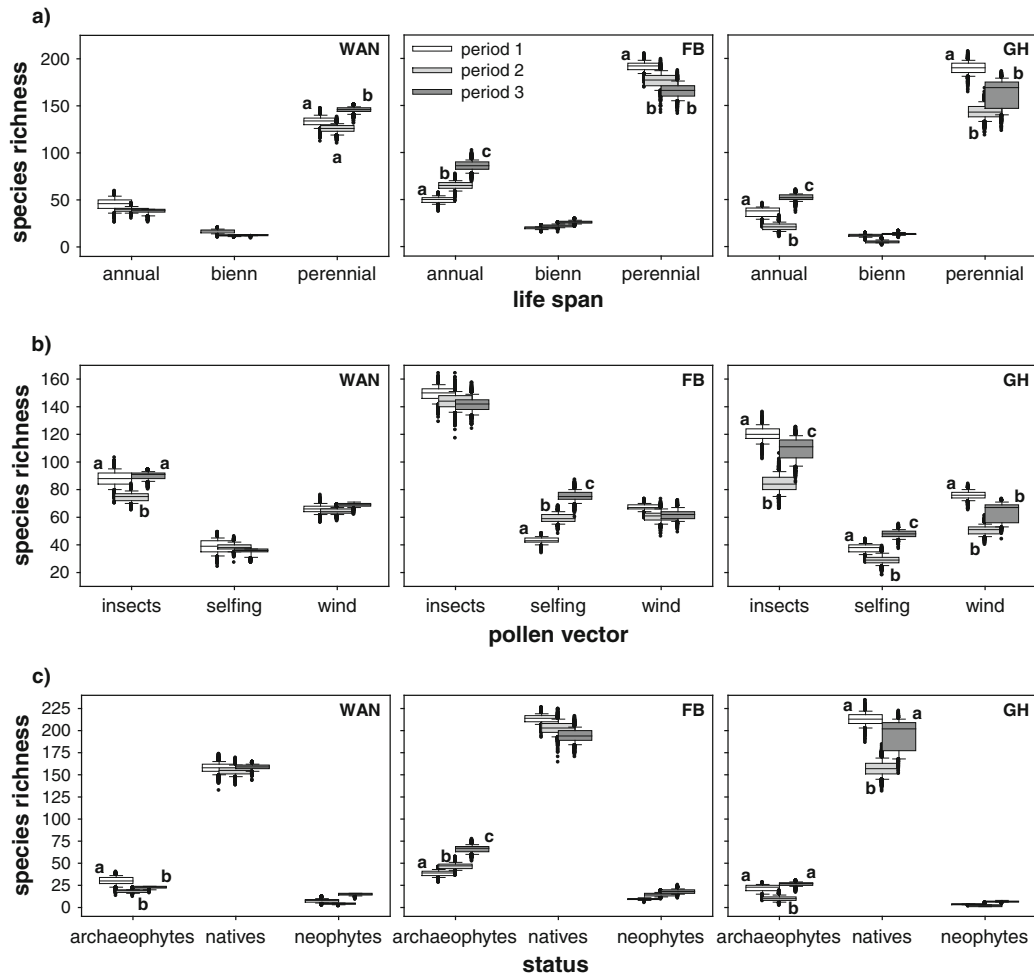 a)
WAN
FB
GH
period 1
period 2
period 3
species richness
200
150
100
50
0
a
b
a
a
b
c
a
b
b
a
b
c
a
b
b
annual
bienn
perennial
annual
bienn
perennial
annual
bienn
perennial
life span
b)
WAN
FB
GH
species richness
160
140
120
100
80
60
40
20
a
a
b
a
b
c
a
c
b
a
c
b
a
b
b
insects
selfing
wind
insects
selfing
wind
insects
selfing
wind
pollen vector
c)
WAN
FB
GH
species richness
225
200
175
150
125
100
75
50
25
0
a
b
b
a
b
c
a
a
b
a
a
b
archaeophytes
natives
neophytes
archaeophytes
natives
neophytes
archaeophytes
natives
neophytes
status